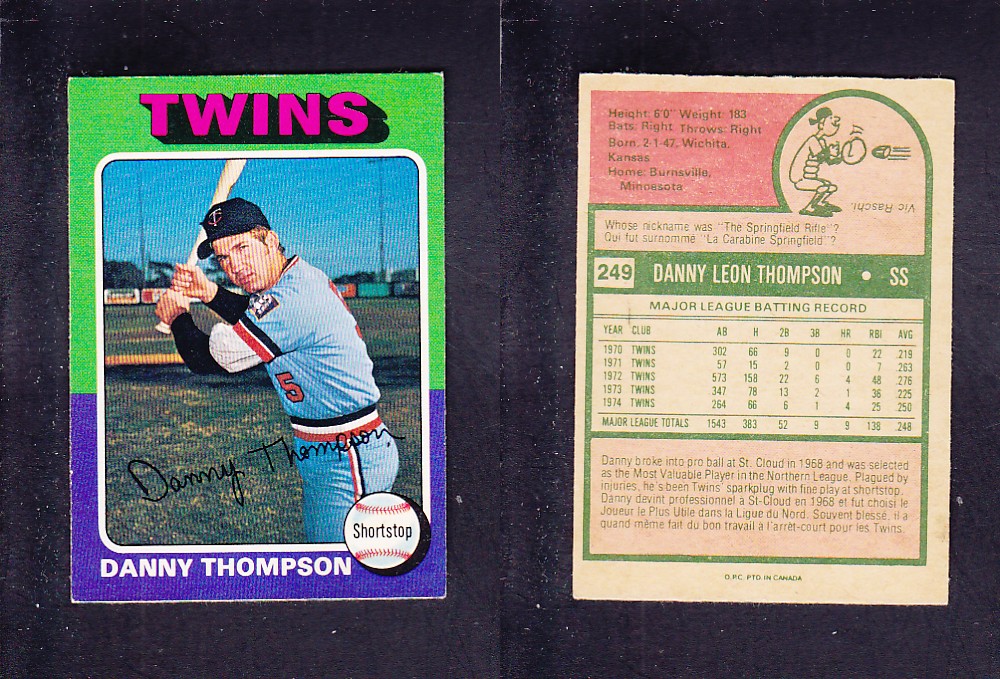 TWINS
5
Danny Thompson
Shortstop
DANNY THOMPSON
Height: 6'0" Weight: 183
Bats: Right Throws: Right
Born: 2-1-47, Wichita,
Kansas
Home: Burnsville,
Minnesota
Vic Raschi.
Whose nickname was "The Springfield Rifle"?
Qui fut surnommé "La Carabine Springfield"?
249 DANNY LEON THOMPSON • SS
MAJOR LEAGUE BATTING RECORD
YEAR CLUB AB H 2B 3B HR RBI AVG
1970 TWINS 302 66 9 0 0 22 .219
1971 TWINS 57 15 2 0 0 7 .263
1972 TWINS 573 158 22 6 4 48 .276
1973 TWINS 347 78 13 2 1 36 .225
1974 TWINS 264 66 6 1 4 25 .250
MAJOR LEAGUE TOTALS 1543 383 52 9 9 138 .248
Danny broke into pro ball at St. Cloud in 1968 and was selected
as the Most Valuable Player in the Northern League. Plagued by
injuries, he's been Twins' sparkplug with fine play at shortstop.
Danny devint professionnel à St-Cloud en 1968 et fut choisi le
Joueur le Plus Utile dans la Ligue du Nord. Souvent blessé, il a
quand même fait du bon travail à l'arrêt-court pour les Twins.
O.P.C. PTD. IN CANADA